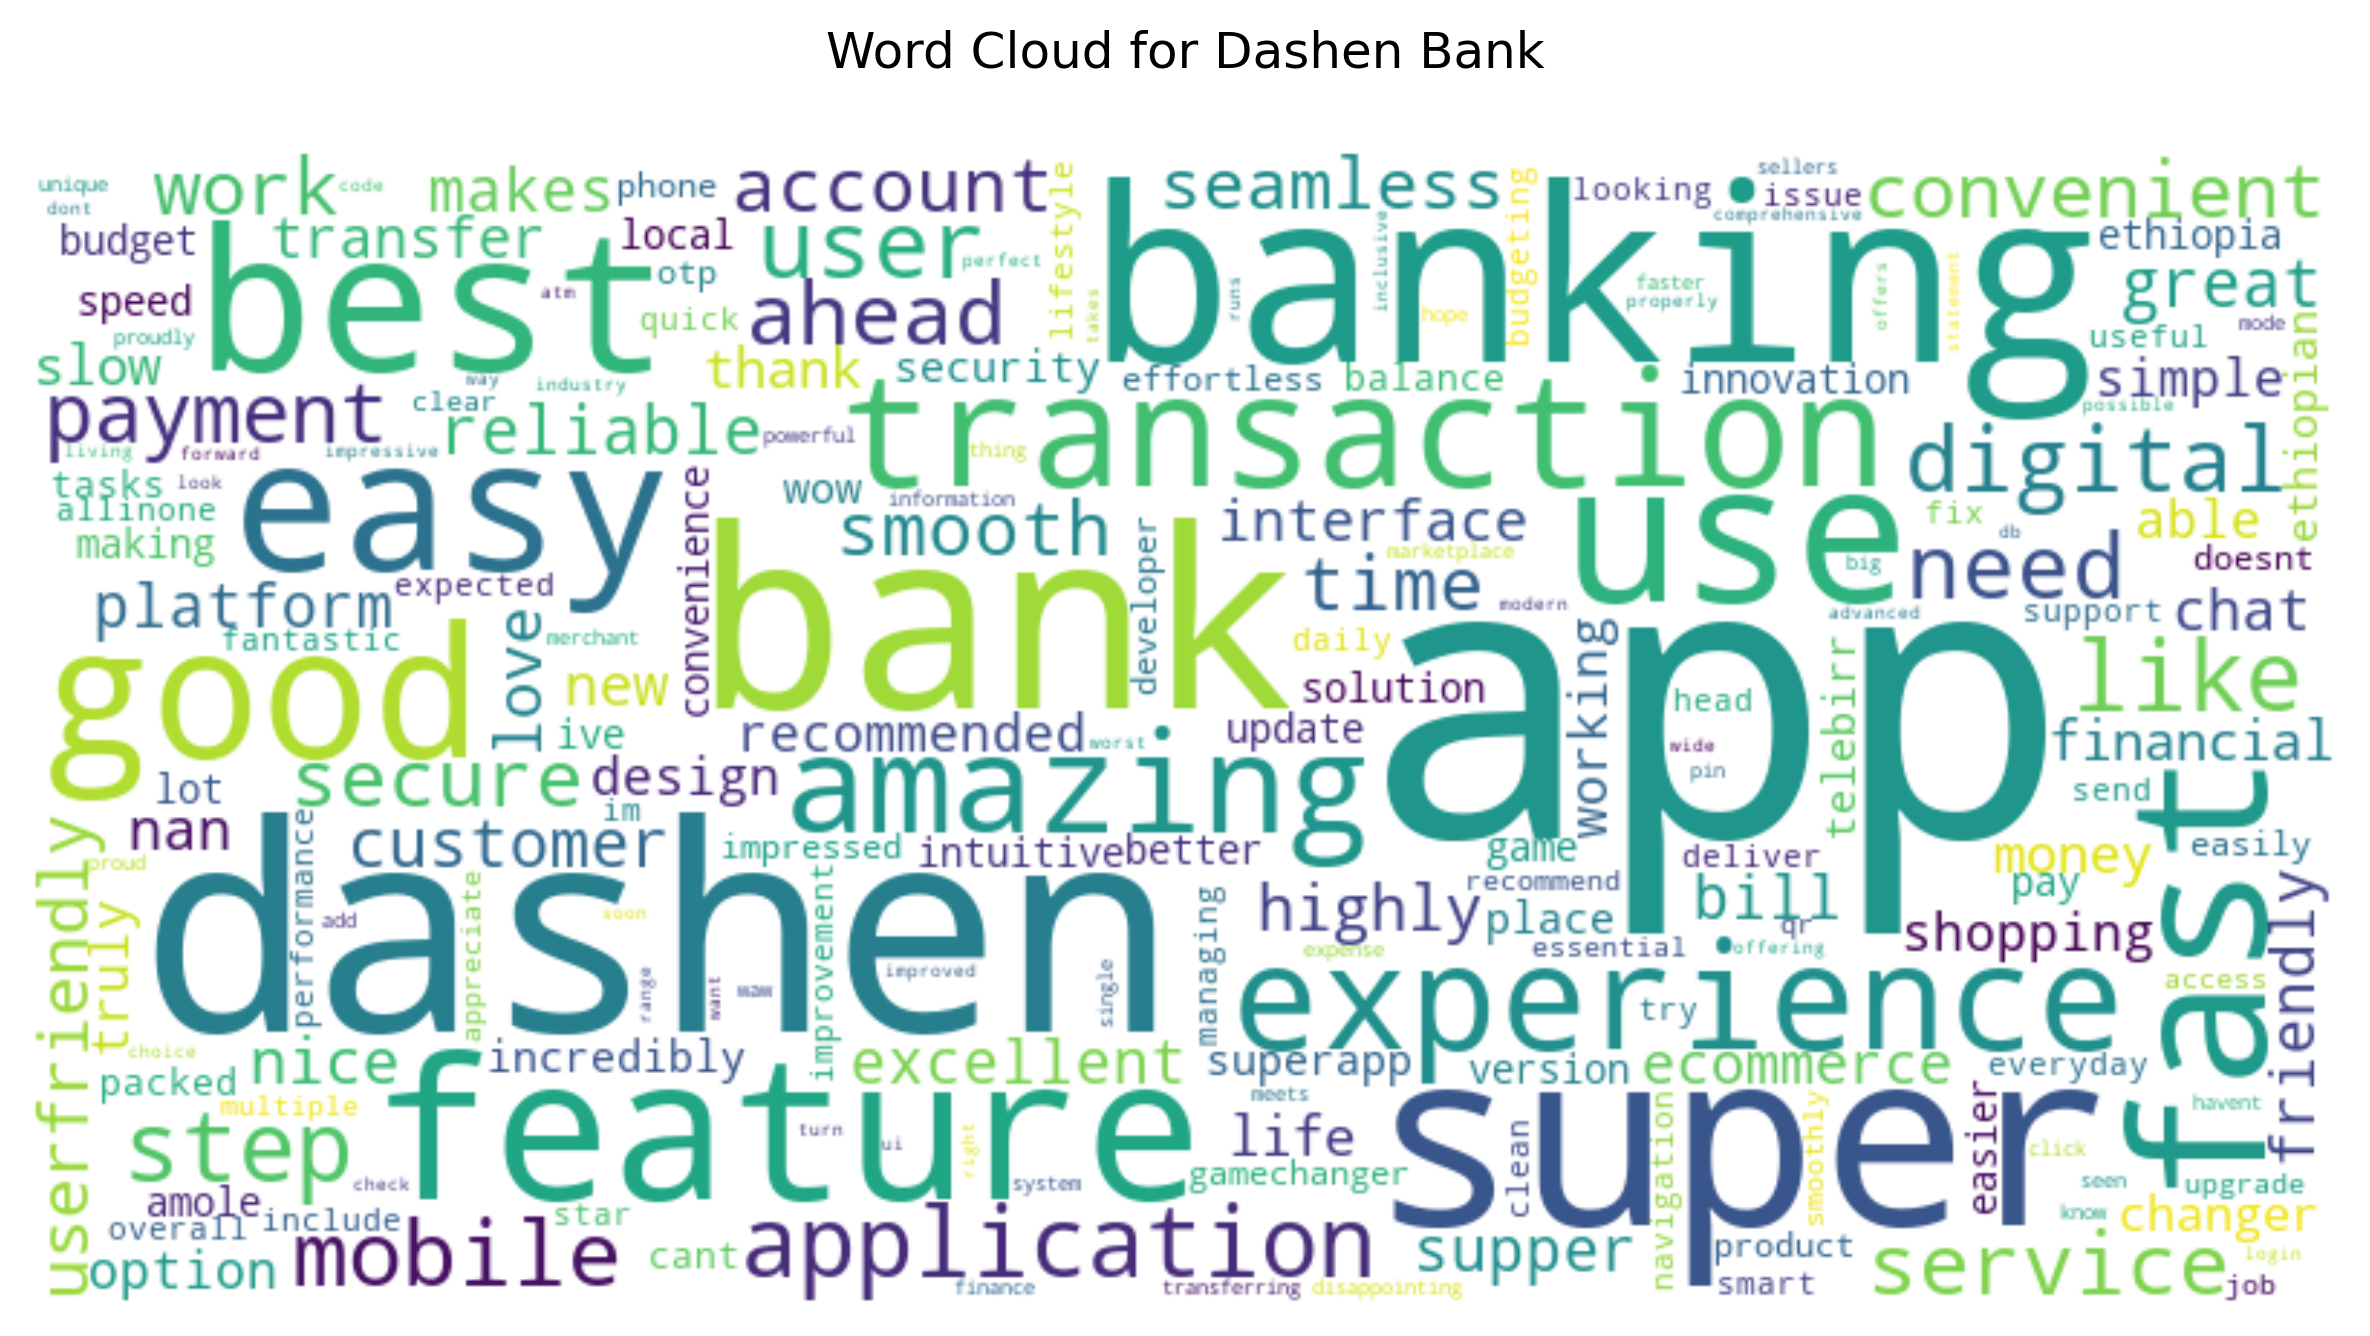 Word Cloud for Dashen Bank
unique
dont
work
code
makes
phone
account
lifestyle
seamless
budgeting
looking
sellers
issue
comprehensive
convenient
budget
transfer
local
user
perfect
banking
inclusive
ethiopia
best
otp
atm
speed
quick
ahead
takes
runs
hope
faster
properly
offers
statement
great
mode
useful
ethiopian
proudly
slow
way
industry
thank
security
effortless
balance
innovation
simple
possible
payment
clear
living
forward
impressive
reliable
powerful
transaction
thing
digital
tasks
look
allinone
making
easy
convenience
wow
information
smooth
developer
interface
marketplace
use
big
fix
db
able
need
doesnt
platform
expected
fantastic
love
merchant
bank
time
modern
daily
advanced
support
chat
good
new
ive
solution
working
app
head
wide
pin
telebirr
like
financial
recommended
worst
update
secure
design
amazing
lot
im
nan
send
fast
userfriendly
proud
truly
performance
customer
impressed
intuitive
better
game
deliver
money
easily
dashen
add
appreciate
soon
improvement
improved
range
want
waw
single
managing
highly
recommend
place
bill
qr
pay
shopping
friendly
expense
essential
offering
experience
try
access
choice
packed
nice
incredibly
excellent
superapp
version
ecommerce
everyday
multiple
step
feature
turn
ui
right
system
check
meets
life
gamechanger
super
clean
navigation
smoothly
easier
click
havent
seen
upgrade
know
changer
amole
overall
include
star
option
mobile
cant
application
finance
transferring
disappointing
supper
product
smart
service
login
job